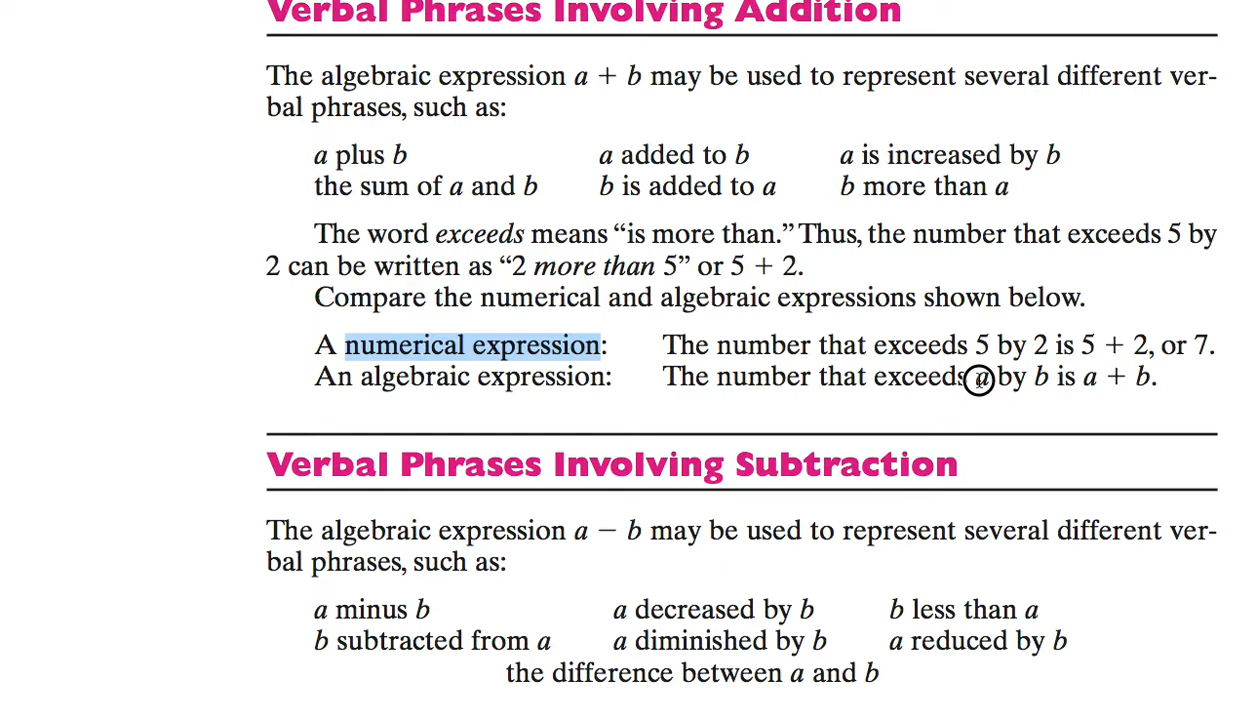 Verbal Phrases Involving Addition
The algebraic expression a + b may be used to represent several different ver-
bal phrases, such as:
a plus b a added to b a is increased by b
the sum of a and b b is added to a b more than a
The word exceeds means “is more than.” Thus, the number that exceeds 5 by
2 can be written as “2 more than 5” or 5 + 2.
Compare the numerical and algebraic expressions shown below.
A numerical expression: The number that exceeds 5 by 2 is 5 + 2, or 7.
An algebraic expression: The number that exceeds a by b is a + b.
Verbal Phrases Involving Subtraction
The algebraic expression a − b may be used to represent several different ver-
bal phrases, such as:
a minus b a decreased by b b less than a
b subtracted from a a diminished by b a reduced by b
the difference between a and b